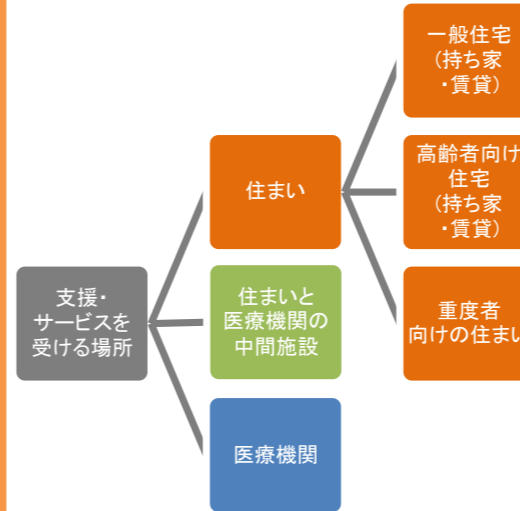 支援・
サービスを
受ける場所
住まい
住まいと
医療機関の
中間施設
医療機関
一般住宅
(持ち家
・賃貸)
高齢者向け
住宅
(持ち家
・賃貸)
重度者
向けの住まい